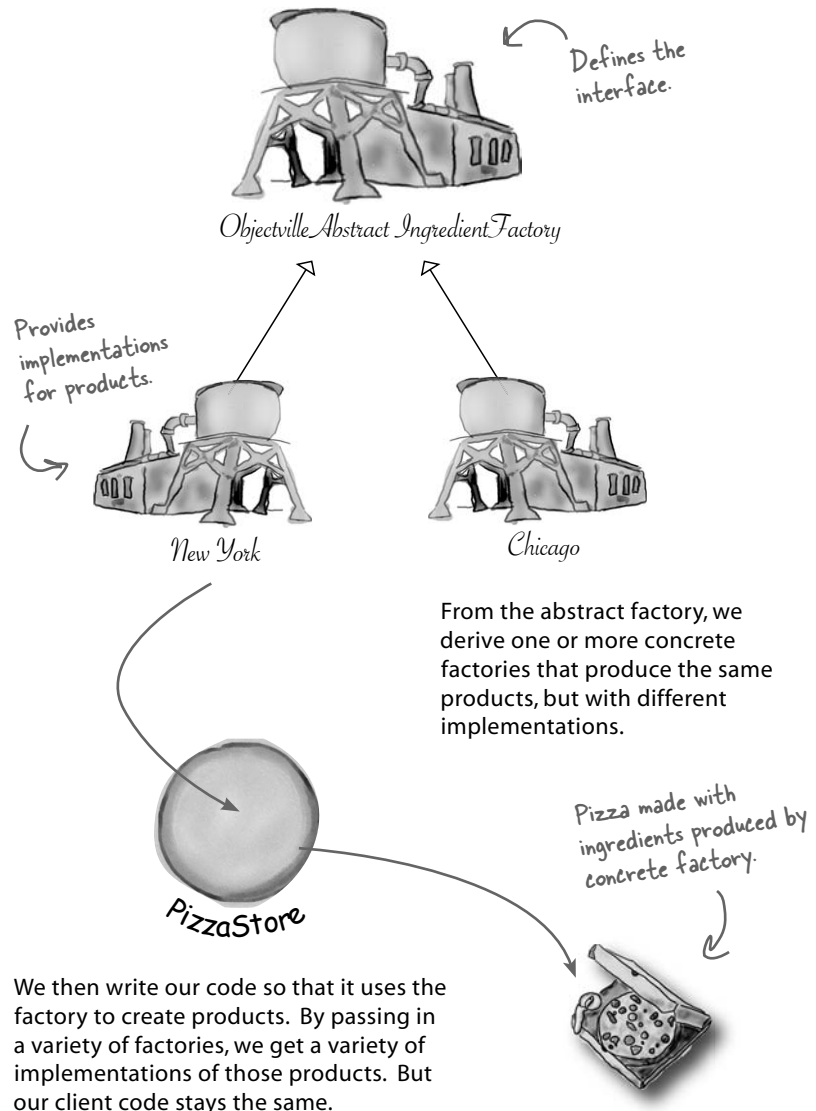 Defines the
interface.
Objectville Abstract IngredientFactory
Provides
implementations
for products.
New York
Chicago
From the abstract factory, we
derive one or more concrete
factories that produce the same
products, but with different
implementations.
Pizza made with
ingredients produced by
concrete factory.
PizzaStore
We then write our code so that it uses the
factory to create products.  By passing in
a variety of factories, we get a variety of
implementations of those products.  But
our client code stays the same.